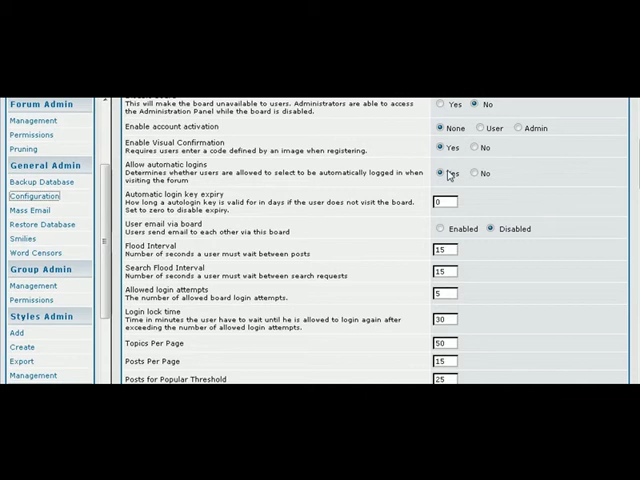 Forum Admin
Management
Permissions
Pruning
General Admin
Backup Database
Configuration
Mass Email
Restore Database
Smilies
Word Censors
Group Admin
Management
Permissions
Styles Admin
Add
Create
Export
Management
This will make the board unavailable to users. Administrators are able to access
the Administration Panel while the board is disabled.
Yes No
Enable account activation
None User Admin
Enable Visual Confirmation
Requires users enter a code defined by an image when registering.
Yes No
Allow automatic logins
Determines whether users are allowed to select to be automatically logged in when
visiting the forum
Yes No
Automatic login key expiry
How long a autologin key is valid for in days if the user does not visit the board.
Set to zero to disable expiry.
0
User email via board
Users send email to each other via this board
Enabled Disabled
Flood Interval
Number of seconds a user must wait between posts
15
Search Flood Interval
Number of seconds a user must wait between search requests
15
Allowed login attempts
The number of allowed board login attempts.
5
Login lock time
Time in minutes the user have to wait until he is allowed to login again after
exceeding the number of allowed login attempts.
30
Topics Per Page
50
Posts Per Page
15
Posts for Popular Threshold
25